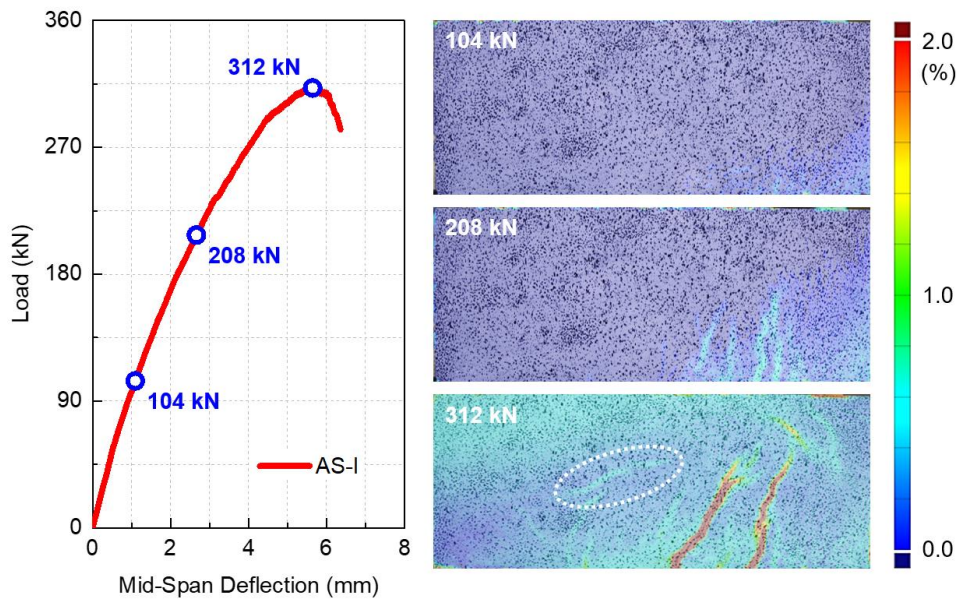 360
270
180
90
0
Load (kN)
312 kN
208 kN
104 kN
AS-I
0
2
4
6
8
Mid-Span Deflection (mm)
104 kN
208 kN
312 kN
2.0
(%)
1.0
0.0